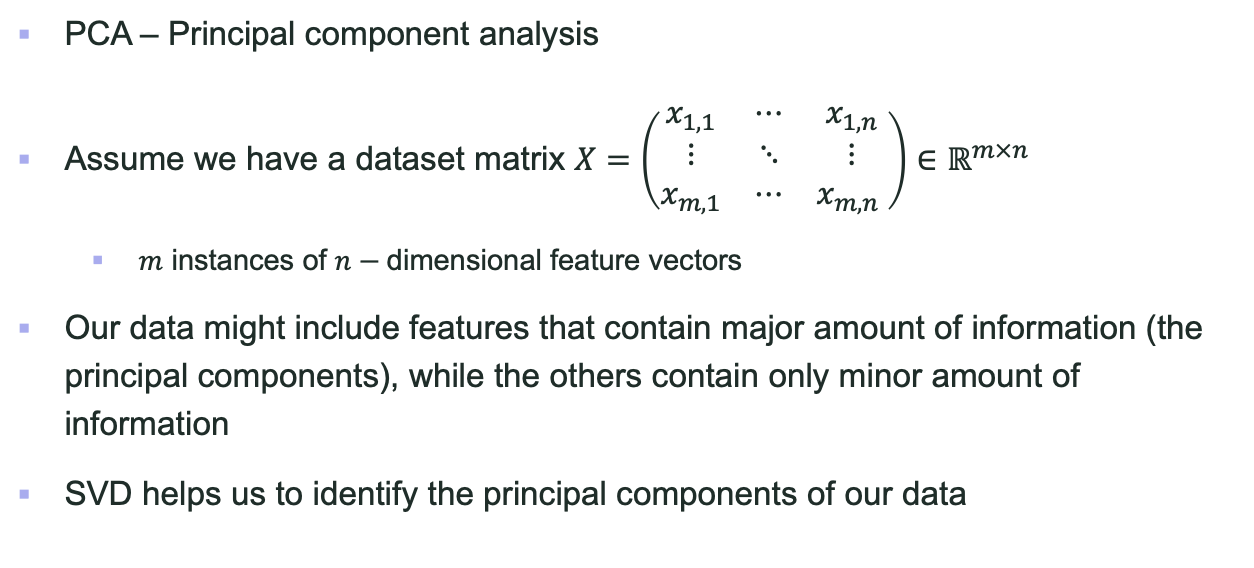 ▪ PCA – Principal component analysis
▪ Assume we have a dataset matrix X = (x₁,₁ ⋯ x₁,ₙ
⋮ ⋱ ⋮
xₘ,₁ ⋯ xₘ,ₙ) ∈ ℝᵐˣⁿ
▪ m instances of n – dimensional feature vectors
▪ Our data might include features that contain major amount of information (the
principal components), while the others contain only minor amount of
information
▪ SVD helps us to identify the principal components of our data